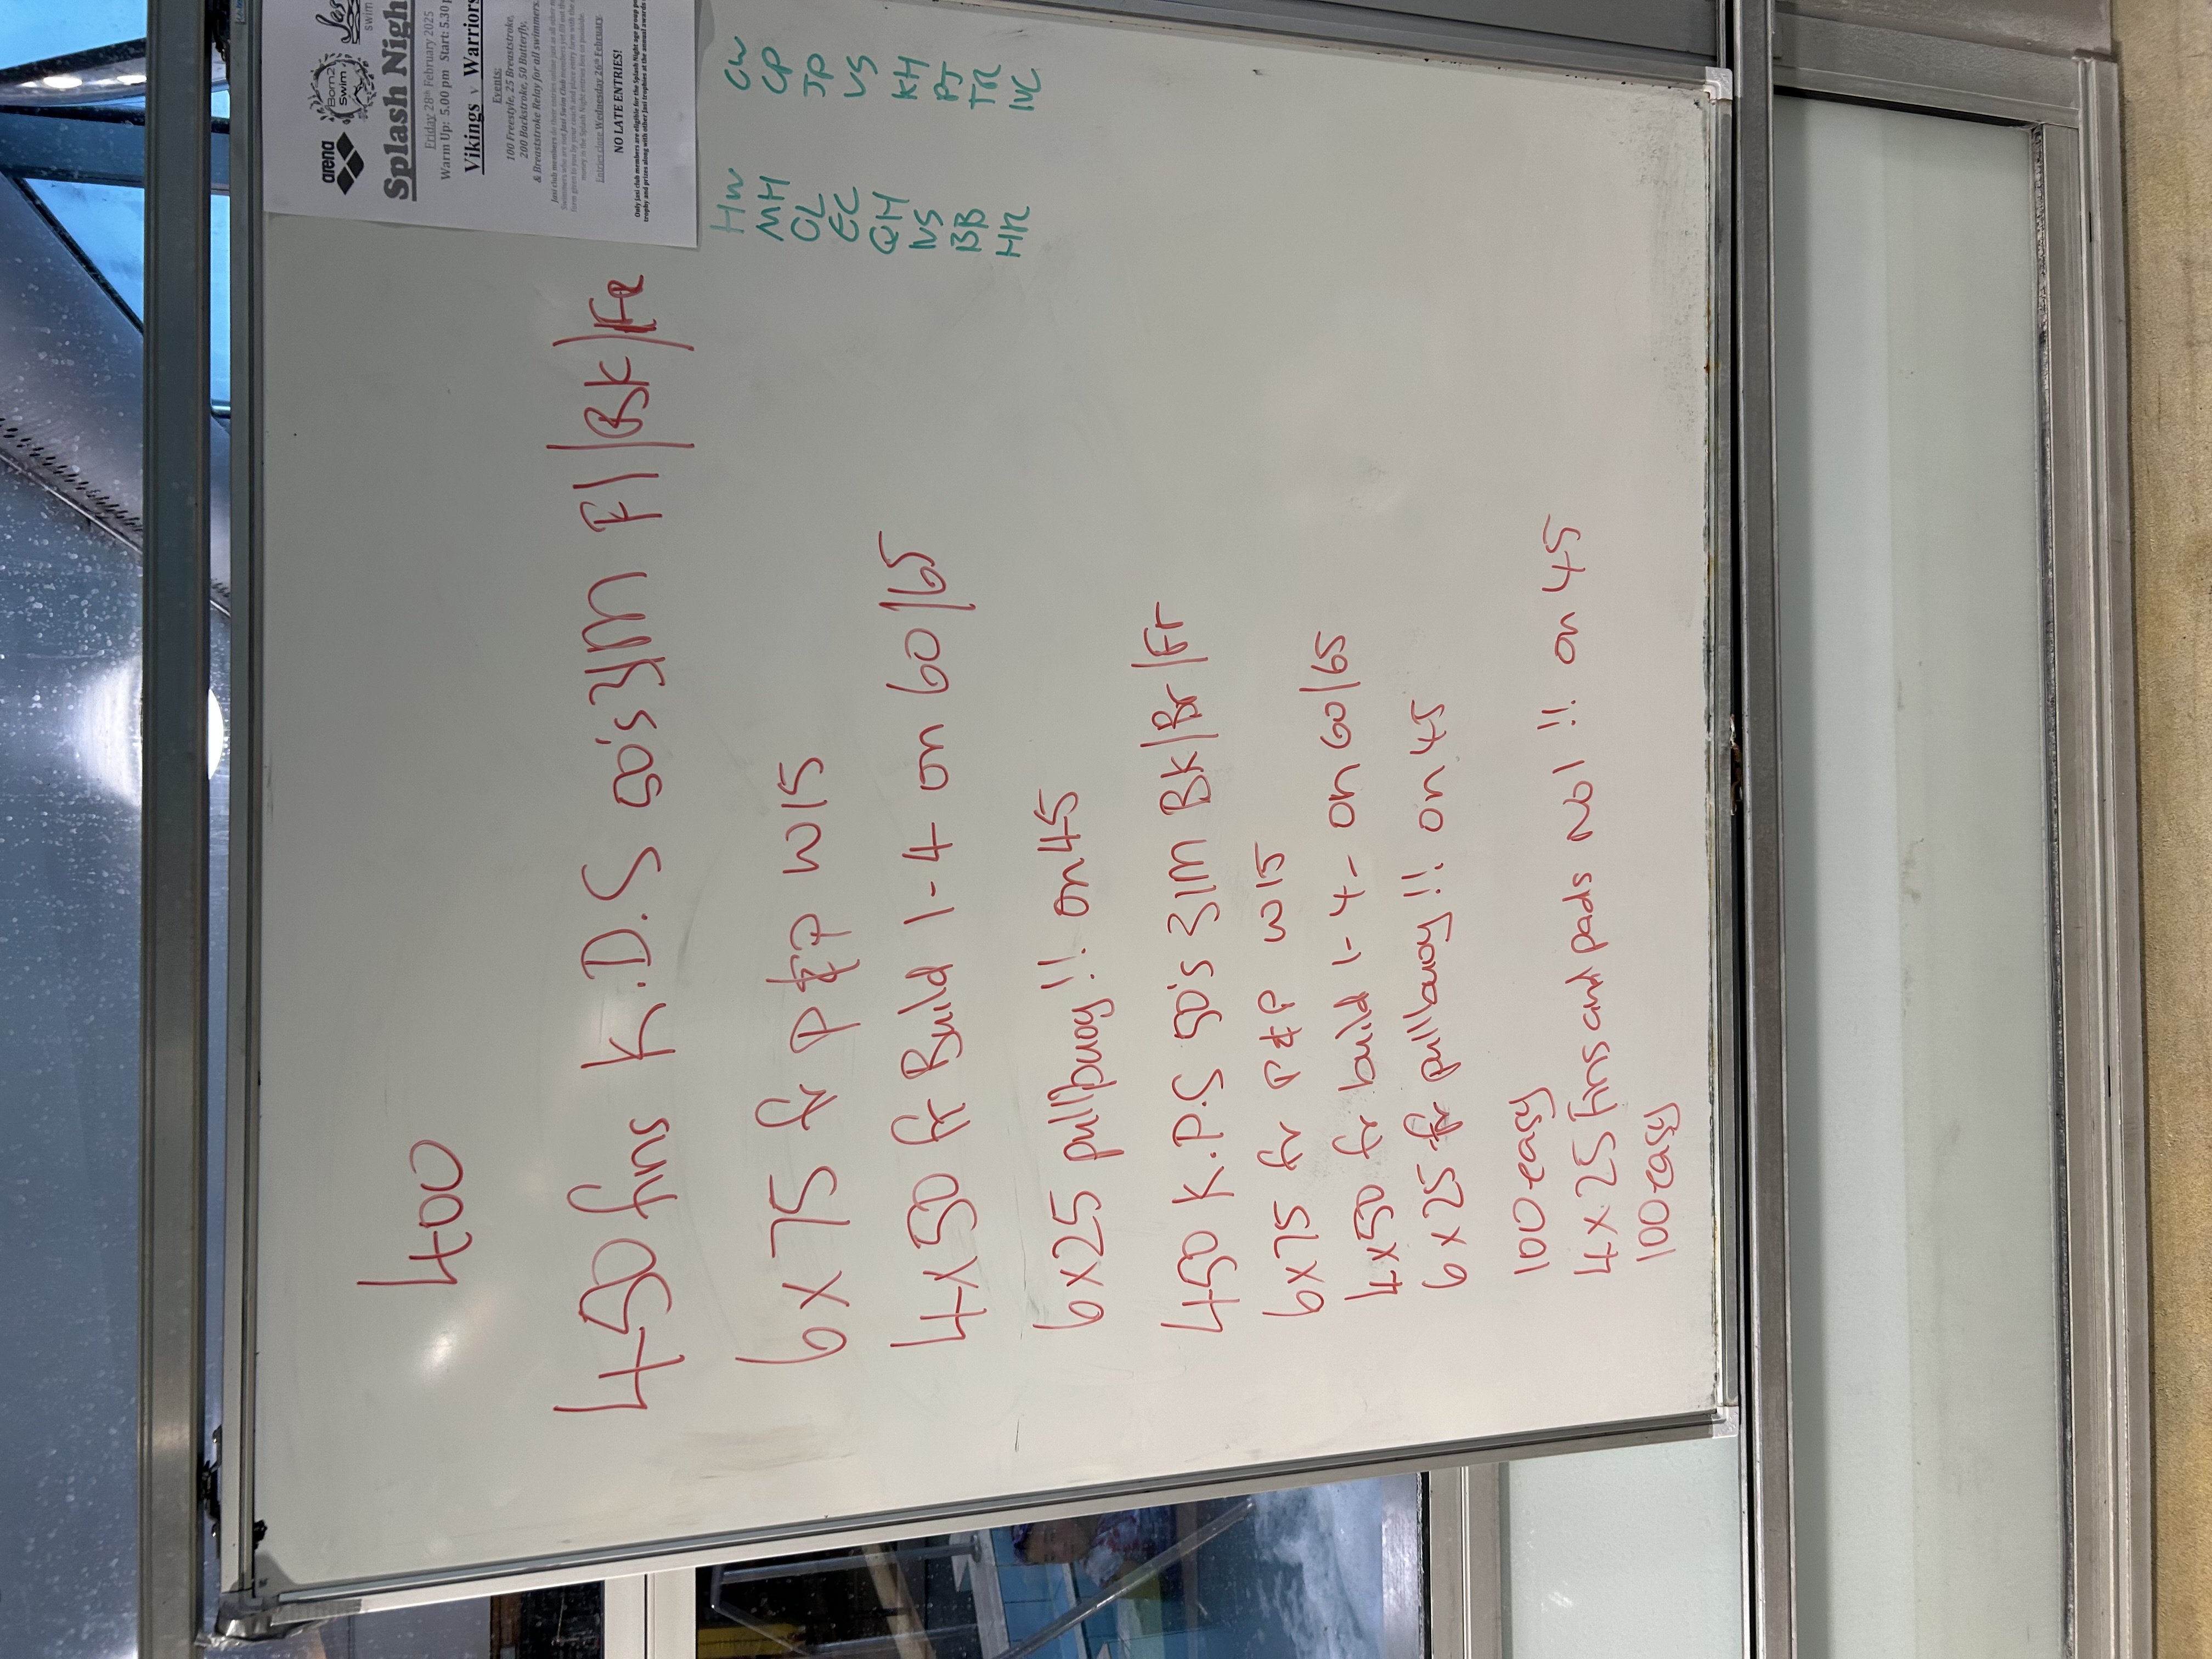 400
450 fins K.D.S 50's 3IM Fl/Bk/Fr
6x75 fr P&P W15
4x50 fr Build 1-4 on 60/65
6x25 pullbuoy!! on 45
450 K.P.S 50's 3IM Bk/Br/Fr
6x75 fr P&P W15
4x50 fr build 1-4- on 60/65
6x25 fr pullbuoy!! on 45
100 easy
4x25 Fins and pads No1 !! on 45
100 easy
arena
Born2
Swim
Jas
swim
Splash Nigh
Friday 28th February 2025
Warm Up: 5.00 pm Start: 5.30 p
Vikings v Warriors
Events:
100 Freestyle, 25 Breaststroke,
200 Backstroke, 50 Butterfly,
& Breaststroke Relay for all swimmers.
Jasi club members do their entries online just as all other
Swimmers who are not Jasi Swim Club members yet fill out the
form given to you by your coach and place entry form with the
money in the Splash Night entries box on poolside.
Entries close Wednesday 26th February.
NO LATE ENTRIES!
Only Jasi club members are eligible for the Splash Night age group po
trophy and prizes along with other Jasi trophies at the annual awards
HW CW
MH CP
OL JP
EC VS
QH KH
NS PJ
BB TR
HR NC